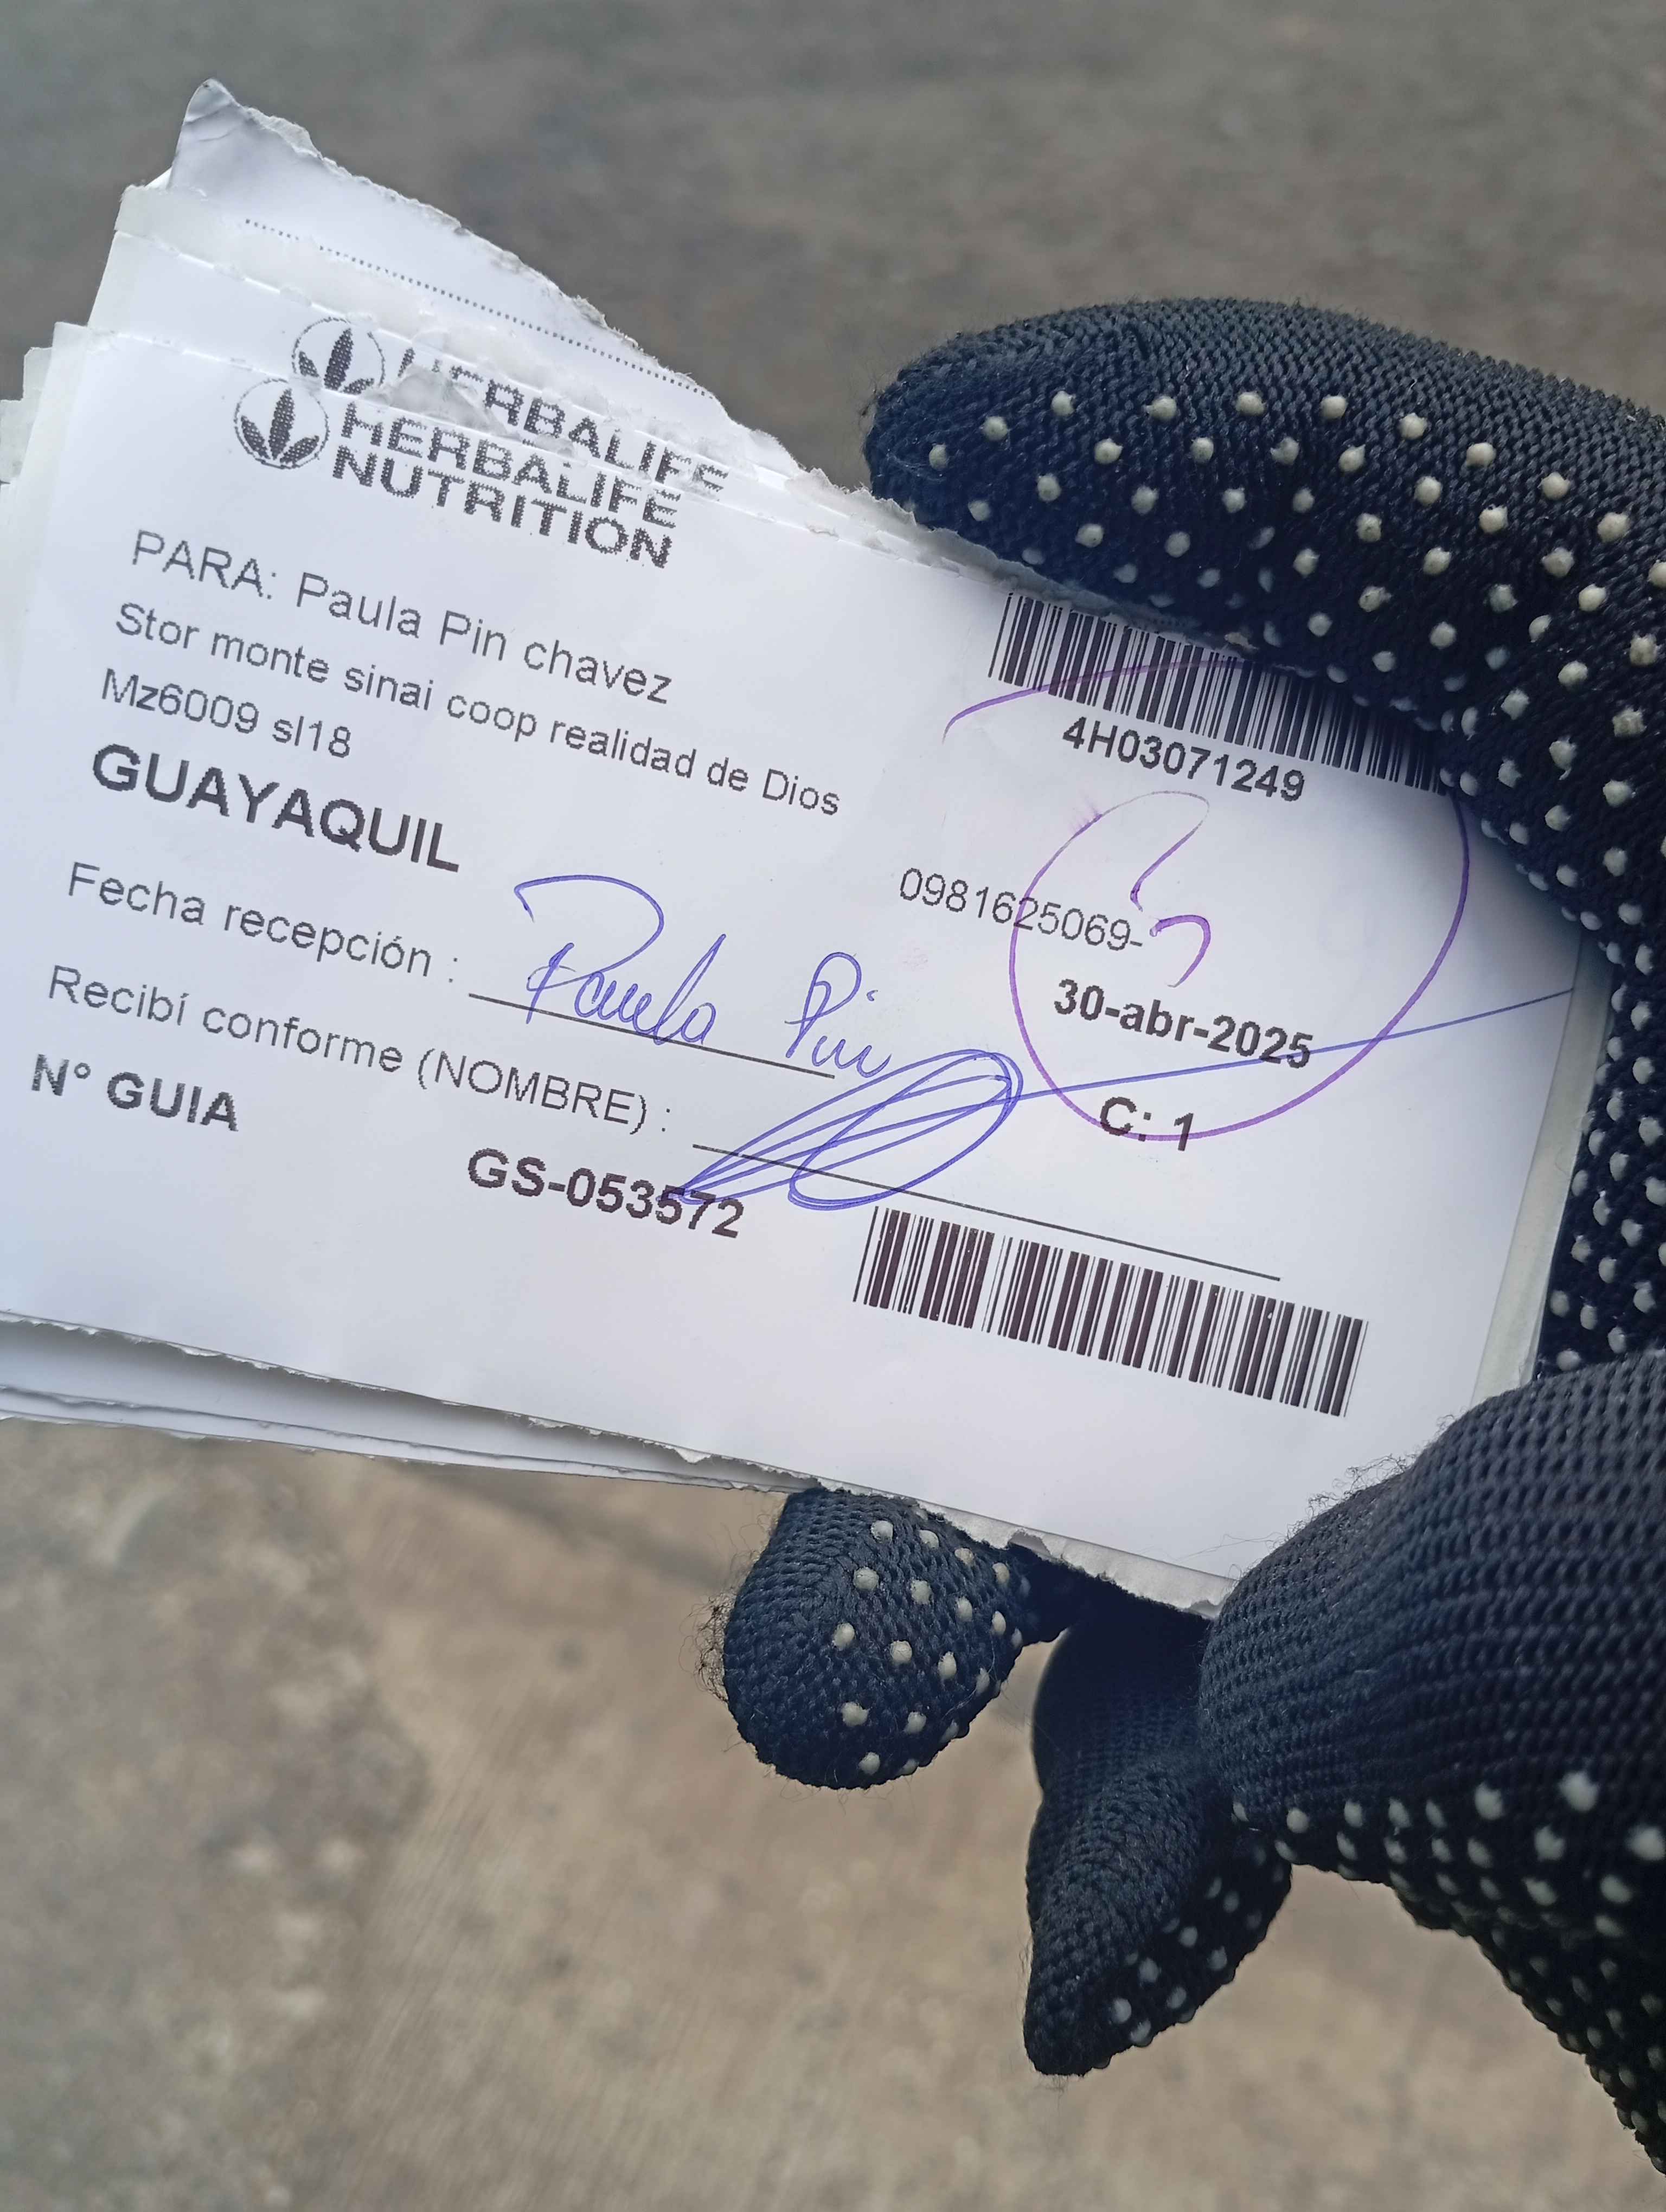 HERBALIFE
HERBALIFE
NUTRITION
PARA: Paula Pin chavez
Stor monte sinai coop realidad de Dios
Mz6009 sl18
GUAYAQUIL
4H03071249
0981625069-
30-abr-2025
C: 1
Fecha recepción : Paula Pin
Recibí conforme (NOMBRE) :
N° GUIA
GS-053572